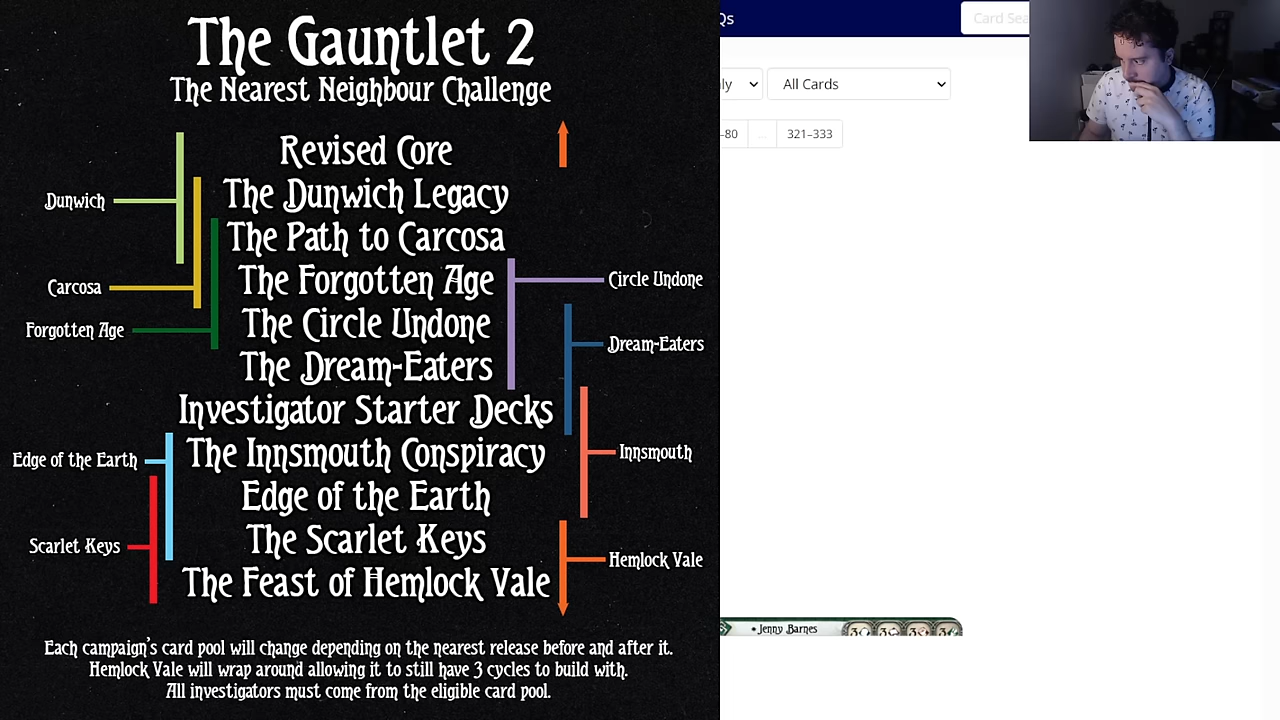 The Gauntlet 2
The Nearest Neighbour Challenge
Revised Core
The Dunwich Legacy
The Path to Carcosa
The Forgotten Age
The Circle Undone
The Dream-Eaters
Investigator Starter Decks
The Innsmouth Conspiracy
Edge of the Earth
The Scarlet Keys
The Feast of Hemlock Vale
Dunwich
Carcosa
Forgotten Age
Edge of the Earth
Scarlet Keys
Circle Undone
Dream-Eaters
Innsmouth
Hemlock Vale
Each campaign's card pool will change depending on the nearest release before and after it.
Hemlock Vale will wrap around allowing it to still have 3 cycles to build with.
All investigators must come from the eligible card pool.
Qs
Card Sea
ly
All Cards
-80
...
321–333
•Jenny Barnes